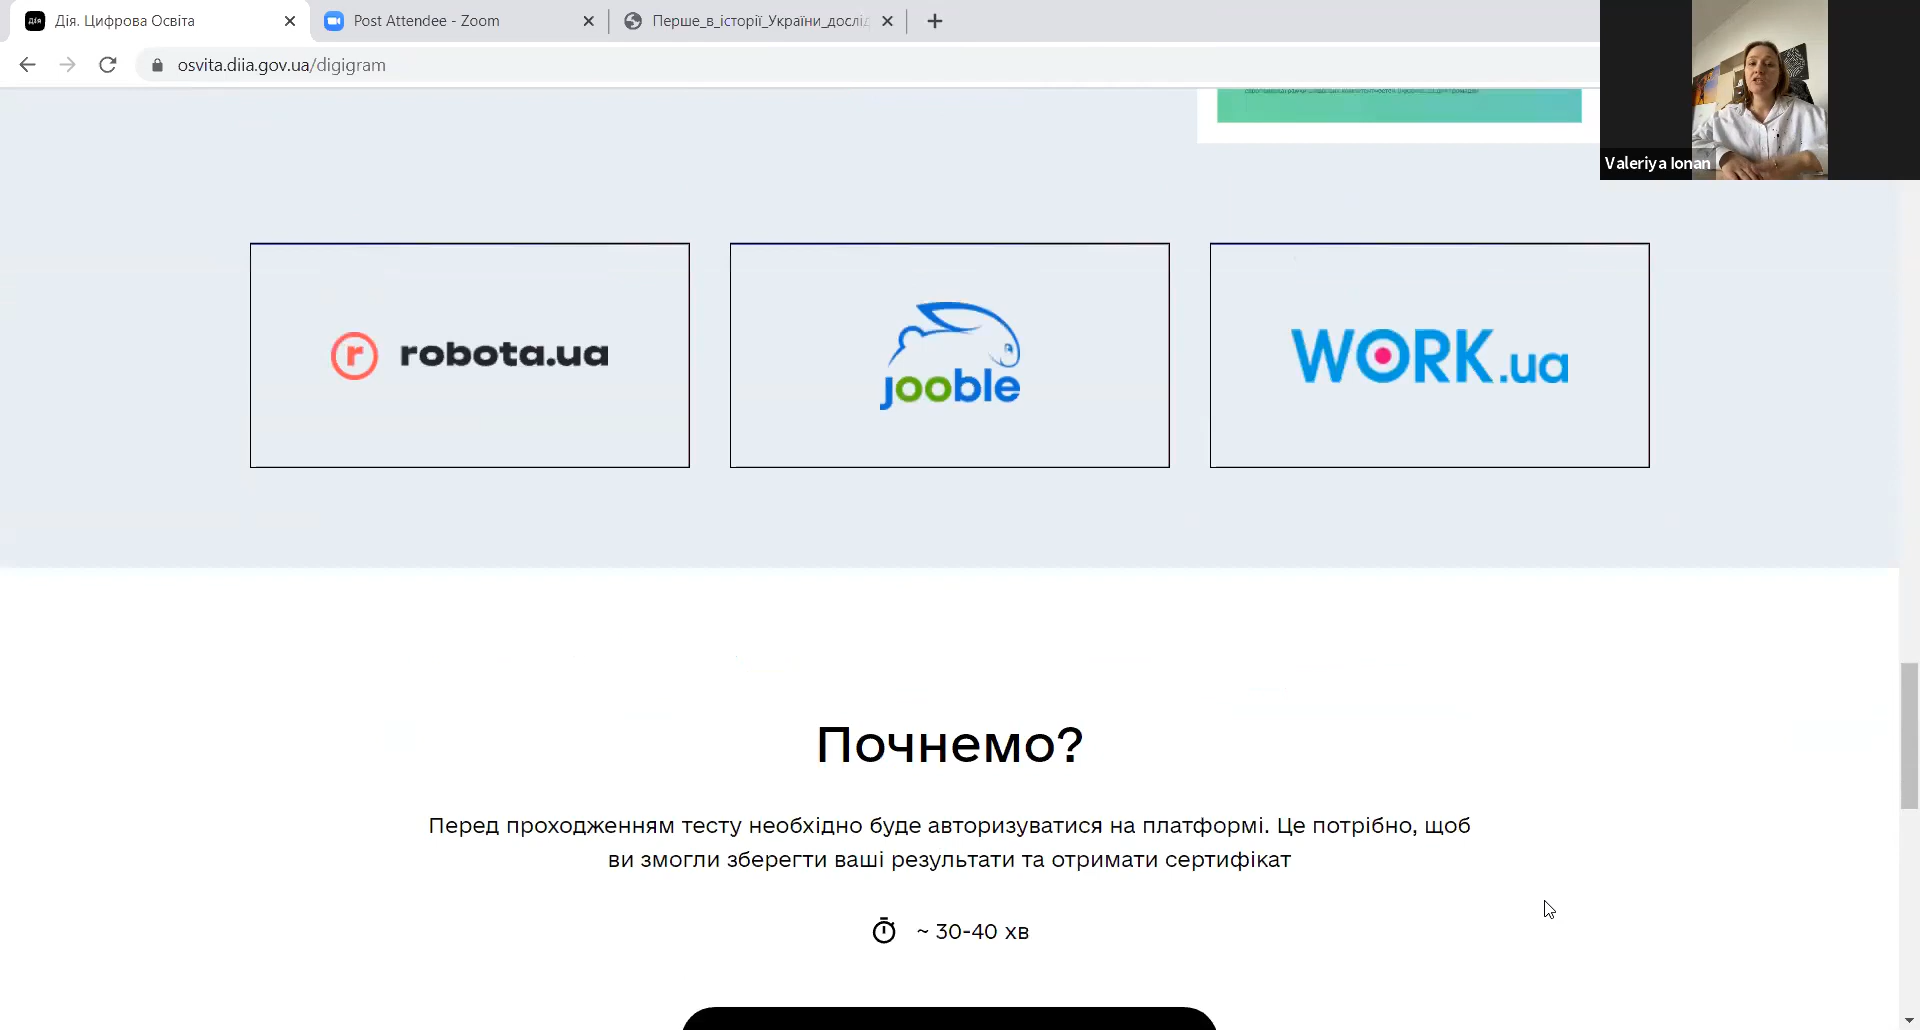 Дія. Цифрова Освіта
Post Attendee - Zoom
Перше_в_історії_України_дослід
osvita.diia.gov.ua/digigram
Valeriya Ionan
r robota.ua
jooble
WORK.ua
Почнемо?
Перед проходженням тесту необхідно буде авторизуватися на платформі. Це потрібно, щоб
ви змогли зберегти ваші результати та отримати сертифікат
~ 30-40 хв